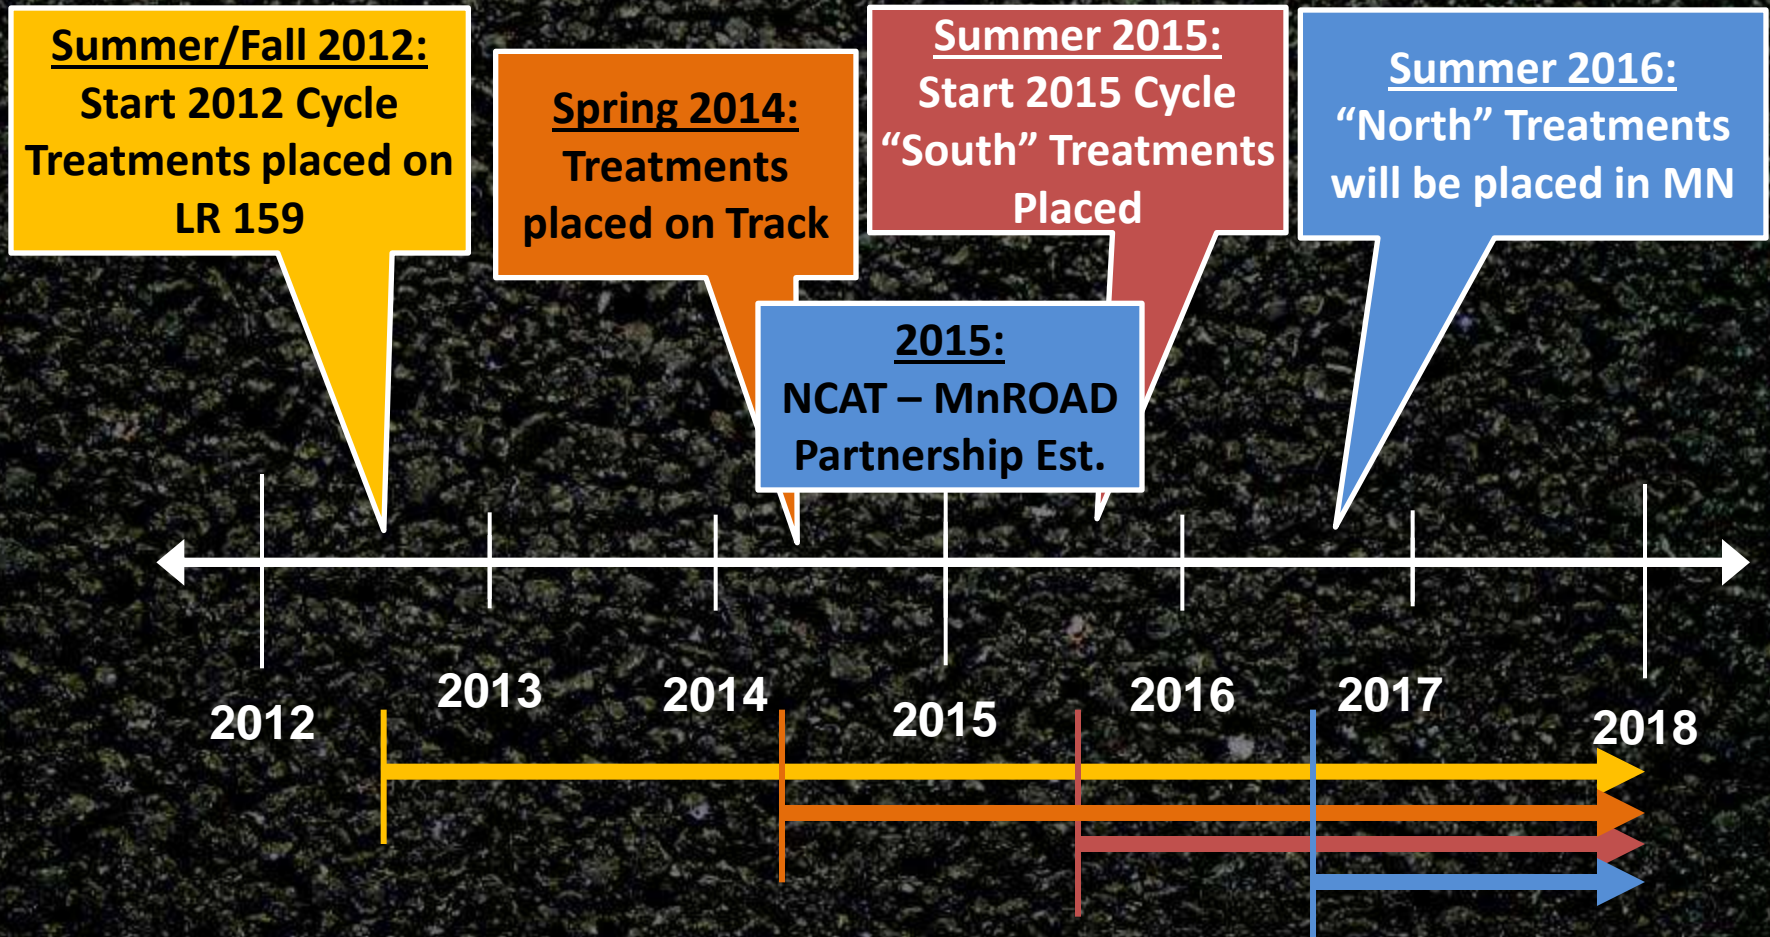 Summer/Fall 2012:
Start 2012 Cycle
Treatments placed on
LR 159
Spring 2014:
Treatments
placed on Track
Summer 2015:
Start 2015 Cycle
“South” Treatments
Placed
Summer 2016:
“North” Treatments
will be placed in MN
2015:
NCAT – MnROAD
Partnership Est.
2012
2013
2014
2015
2016
2017
2018